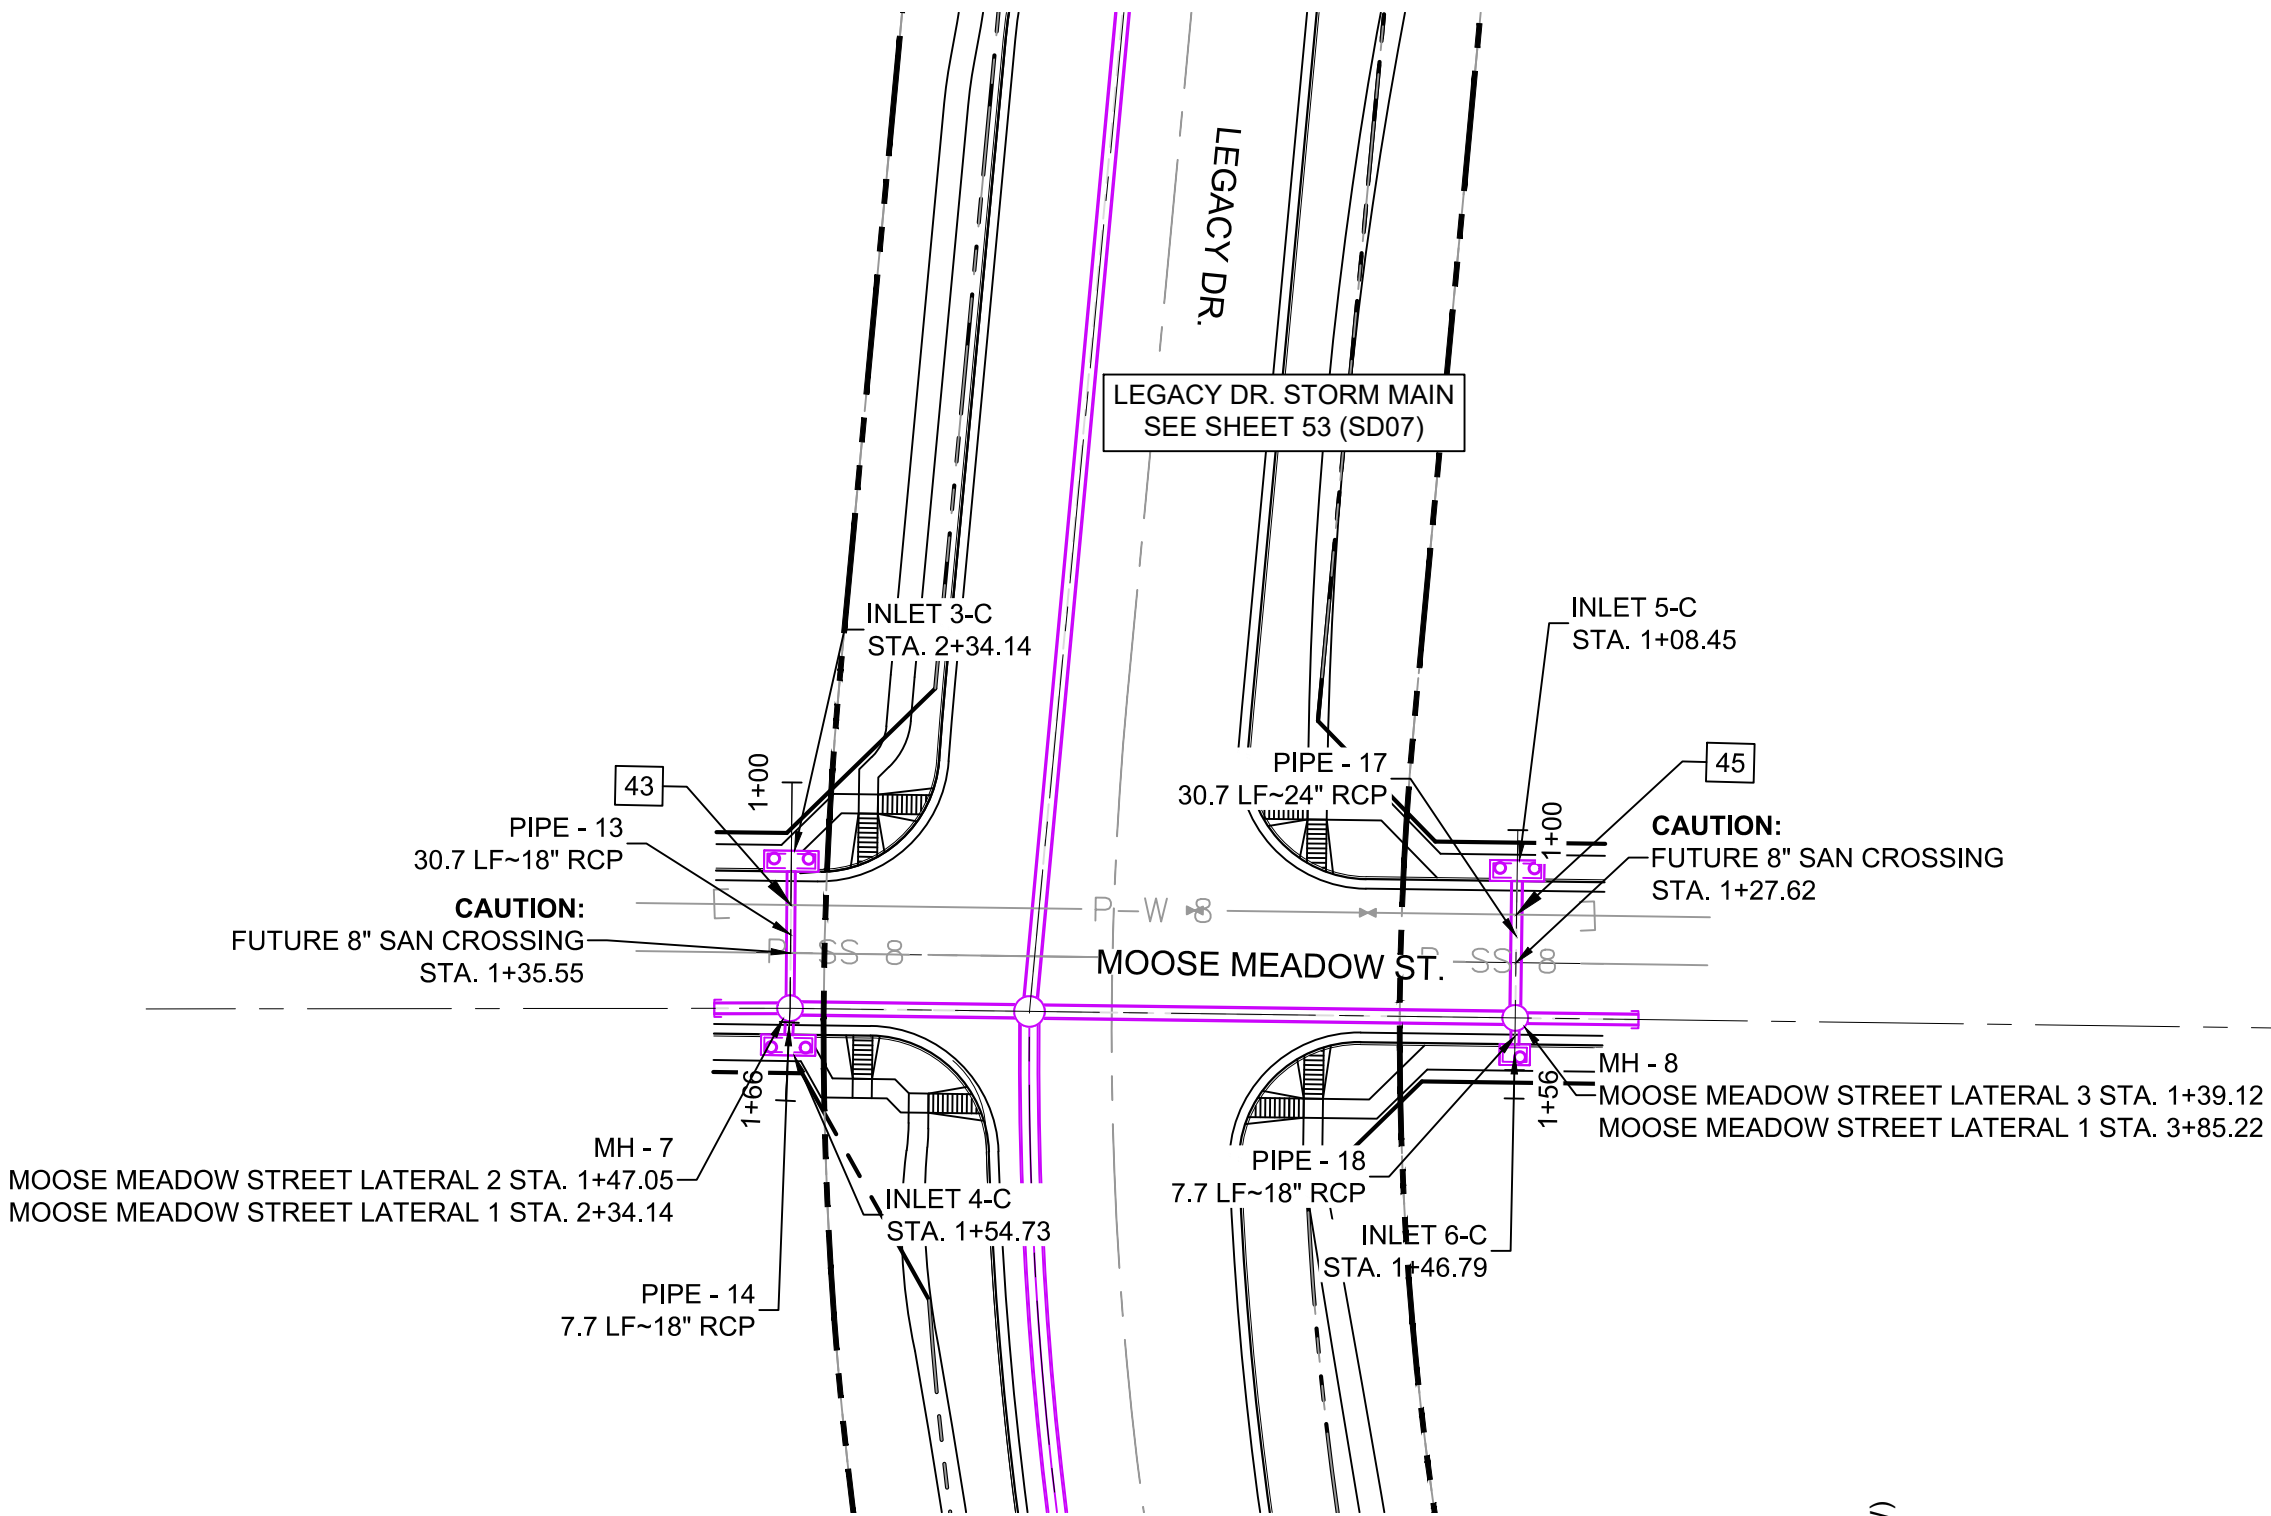 LEGACY DR.
LEGACY DR. STORM MAIN
SEE SHEET 53 (SD07)
INLET 3-C
STA. 2+34.14
INLET 5-C
STA. 1+08.45
43
1+00
PIPE - 13
30.7 LF~18" RCP
CAUTION:
FUTURE 8" SAN CROSSING
STA. 1+35.55
PIPE - 17
30.7 LF~24" RCP
45
1+00
CAUTION:
FUTURE 8" SAN CROSSING
STA. 1+27.62
P-W 8
P SS 8
MOOSE MEADOW ST.
P SS 8
1+66
MH - 7
MOOSE MEADOW STREET LATERAL 2 STA. 1+47.05
MOOSE MEADOW STREET LATERAL 1 STA. 2+34.14
INLET 4-C
STA. 1+54.73
PIPE - 14
7.7 LF~18" RCP
1+56
MH - 8
MOOSE MEADOW STREET LATERAL 3 STA. 1+39.12
MOOSE MEADOW STREET LATERAL 1 STA. 3+85.22
PIPE - 18
7.7 LF~18" RCP
INLET 6-C
STA. 1+46.79